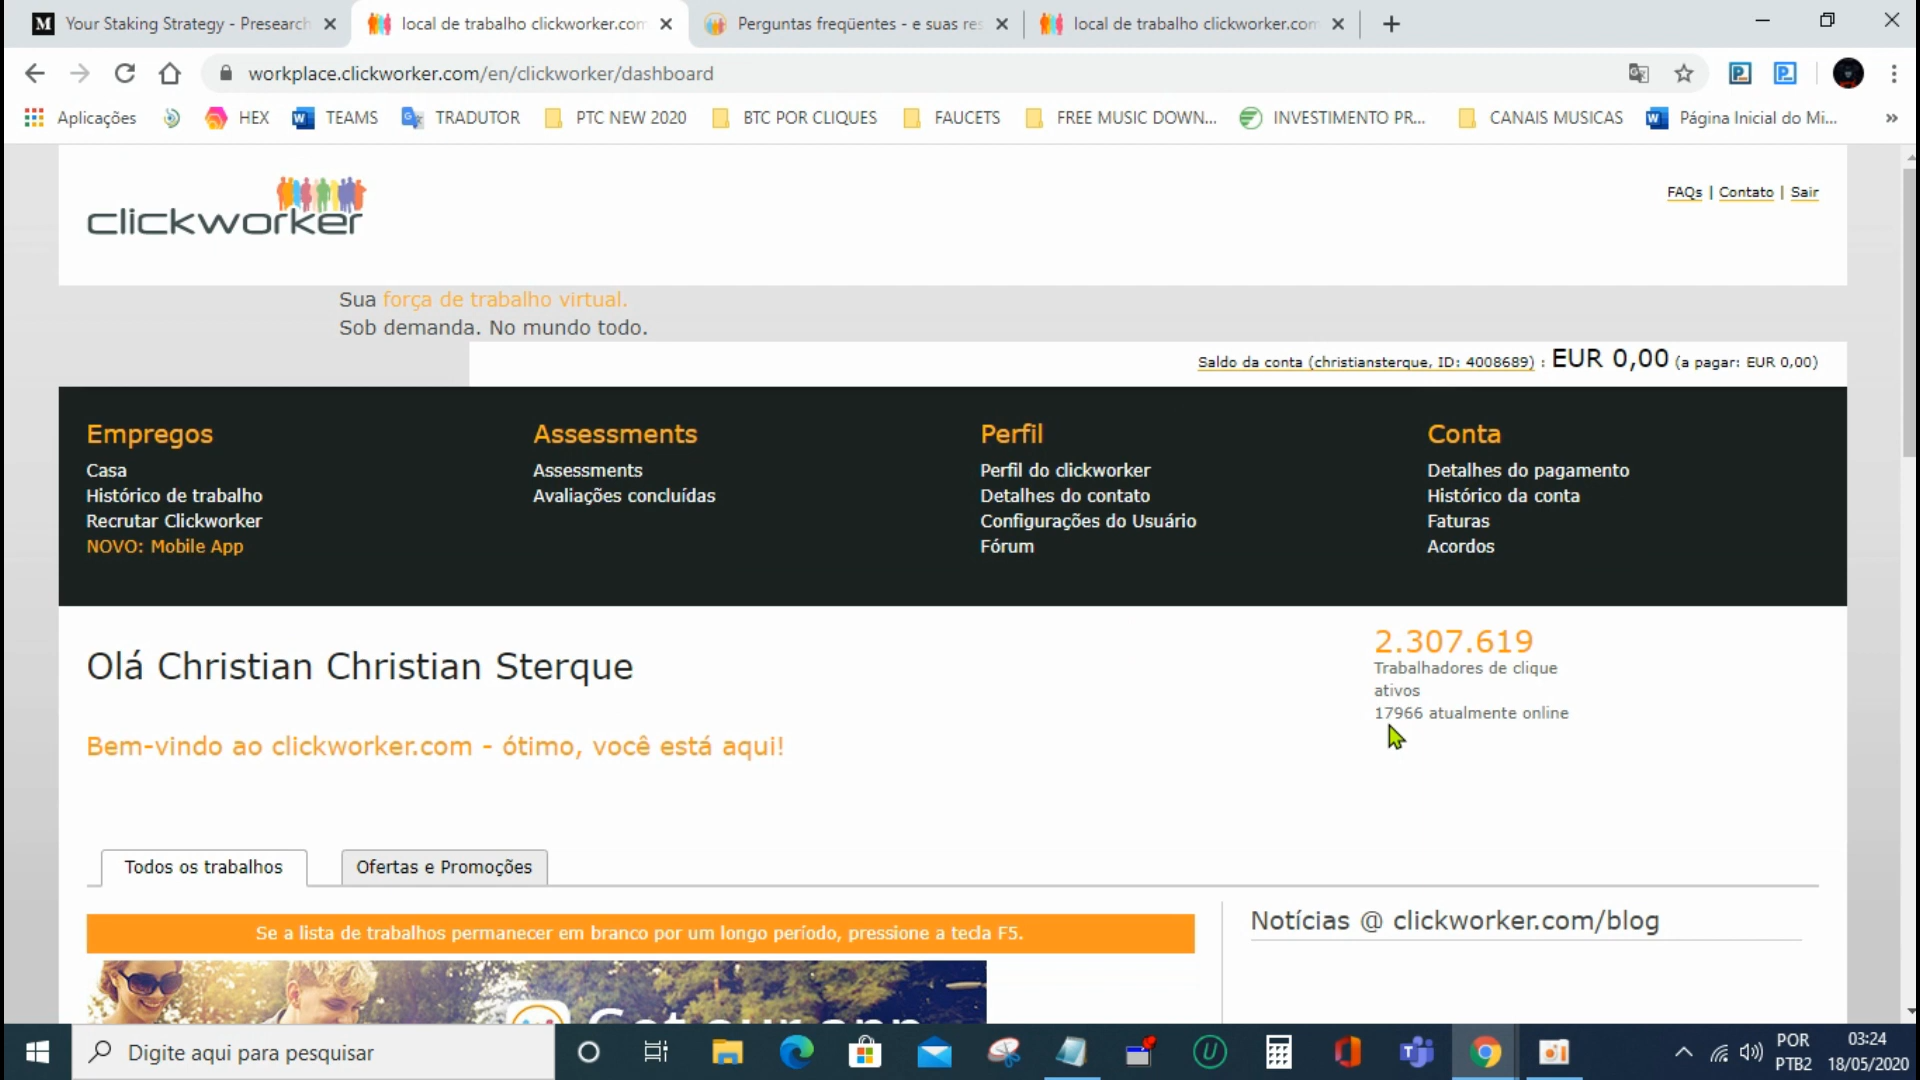 Your Staking Strategy - Presearch
local de trabalho clickworker.com
Perguntas freqüentes - e suas res
local de trabalho clickworker.com
workplace.clickworker.com/en/clickworker/dashboard
Aplicações
HEX
TEAMS
TRADUTOR
PTC NEW 2020
BTC POR CLIQUES
FAUCETS
FREE MUSIC DOWN...
INVESTIMENTO PR...
CANAIS MUSICAS
Página Inicial do Mi...
»
clickworker
FAQs | Contato | Sair
Sua força de trabalho virtual.
Sob demanda. No mundo todo.
Saldo da conta (christiansterque, ID: 4008689) : EUR 0,00 (a pagar: EUR 0,00)
Empregos
Casa
Histórico de trabalho
Recrutar Clickworker
NOVO: Mobile App
Assessments
Assessments
Avaliações concluídas
Perfil
Perfil do clickworker
Detalhes do contato
Configurações do Usuário
Fórum
Conta
Detalhes do pagamento
Histórico da conta
Faturas
Acordos
Olá Christian Christian Sterque
2.307.619
Trabalhadores de clique
ativos
17966 atualmente online
Bem-vindo ao clickworker.com - ótimo, você está aqui!
Todos os trabalhos
Ofertas e Promoções
Se a lista de trabalhos permanecer em branco por um longo período, pressione a tecla F5.
Notícias @ clickworker.com/blog
Get our app
Digite aqui para pesquisar
POR
PTB2
03:24
18/05/2020